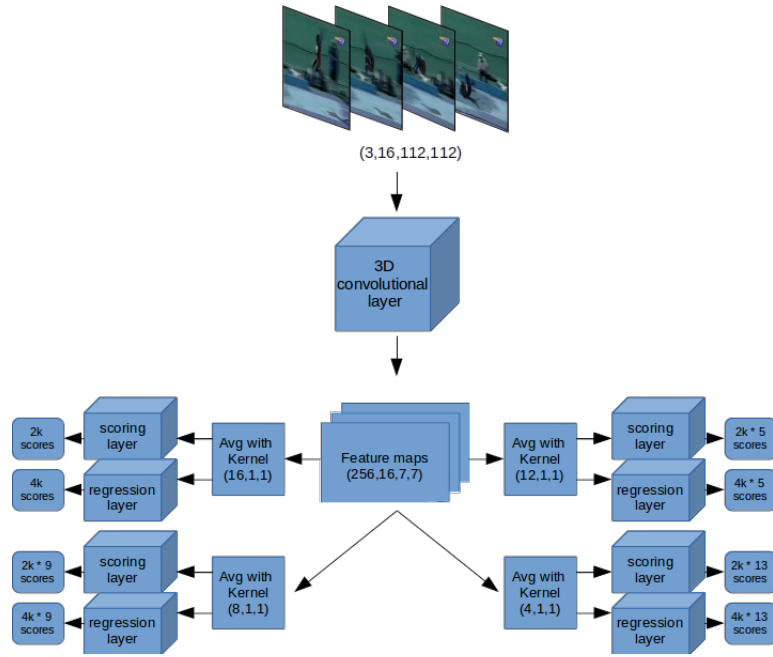 (3,16,112,112)
3D
convolutional
layer
2k
scores
scoring
layer
4k
scores
regression
layer
Avg with
Kernel
(16,1,1)
Feature maps
(256,16,7,7)
Avg with
Kernel
(12,1,1)
scoring
layer
2k * 5
scores
regression
layer
4k * 5
scores
2k * 9
scores
scoring
layer
4k * 9
scores
regression
layer
Avg with
Kernel
(8,1,1)
Avg with
Kernel
(4,1,1)
scoring
layer
2k * 13
scores
regression
layer
4k * 13
scores